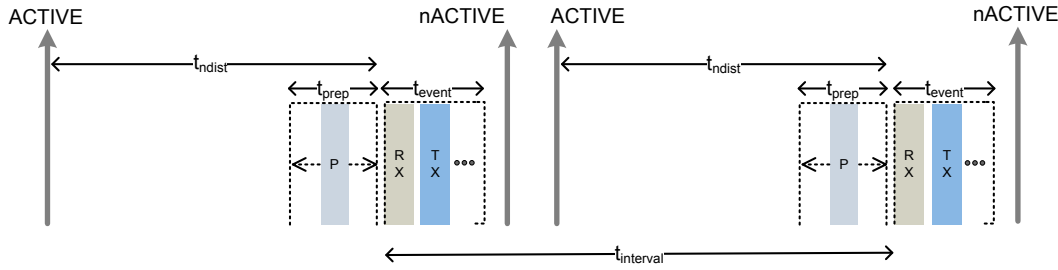 ACTIVE nACTIVE ACTIVE nACTIVE
tndist tndist
tprep tevent tprep tevent
P R X T X ••• P R X T X •••
tinterval